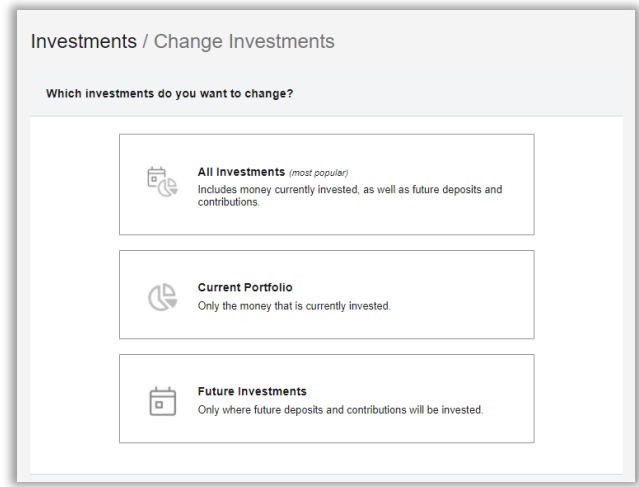 Investments / Change Investments
Which investments do you want to change?
All Investments (most popular)
Includes money currently invested, as well as future deposits and
contributions.
Current Portfolio
Only the money that is currently invested.
Future Investments
Only where future deposits and contributions will be invested.